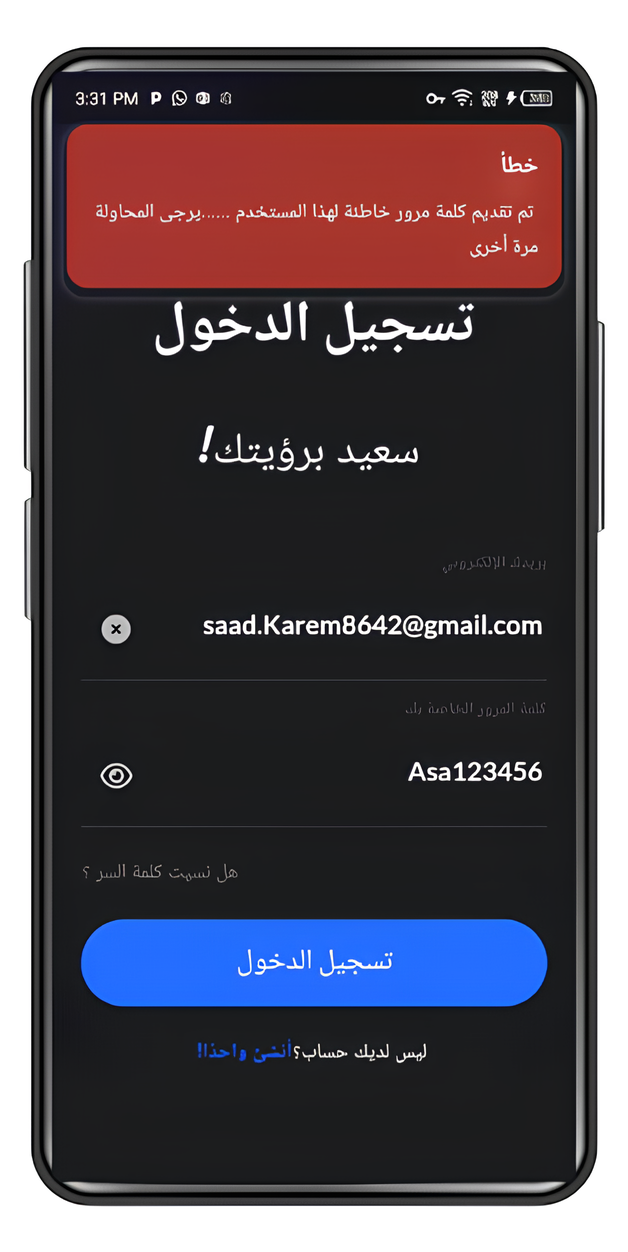 3:31 PM P
خطأ
تم تقديم كلمة مرور خاطئة لهذا المستخدم ......يرجى المحاولة
مرة أخرى
تسجيل الدخول
سعيد برؤيتك!
بريدك الإلكتروني
saad.Karem8642@gmail.com
كلمة المرور الخاصة بك
Asa123456
هل نسيت كلمة السر ؟
تسجيل الدخول
ليس لديك حساب؟أنشئ واحدا!